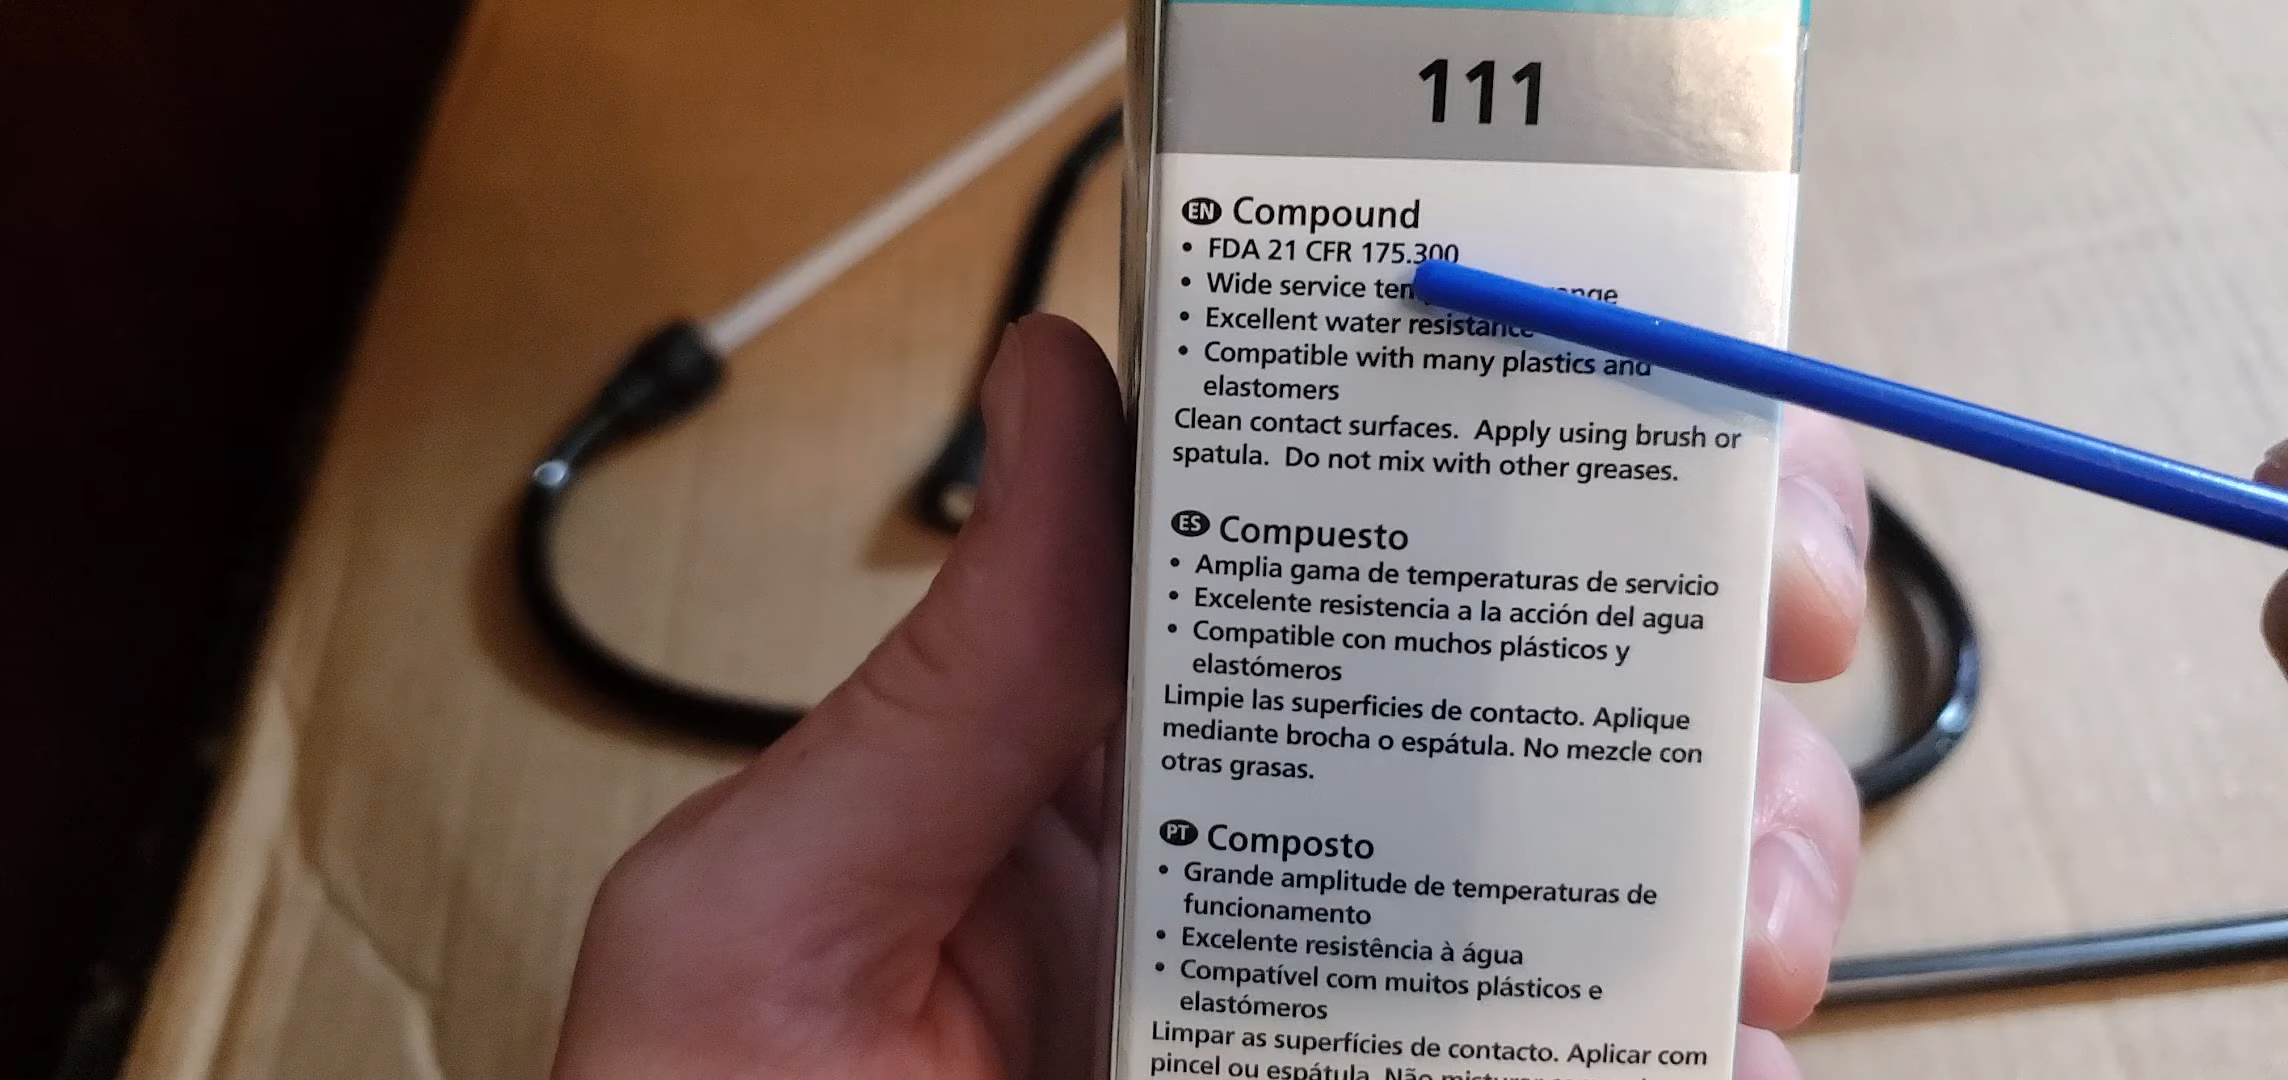 111
EN Compound
• FDA 21 CFR 175.300
• Wide service
• Excellent water resistance
• Compatible with many plastics and
elastomers
Clean contact surfaces. Apply using brush or
spatula. Do not mix with other greases.
ES Compuesto
• Amplia gama de temperaturas de servicio
• Excelente resistencia a la acción del agua
• Compatible con muchos plásticos y
elastómeros
Limpie las superficies de contacto. Aplique
mediante brocha o espátula. No mezcle con
otras grasas.
PT Composto
• Grande amplitude de temperaturas de
funcionamento
• Excelente resistência à água
• Compatível com muitos plásticos e
elastómeros
Limpar as superfícies de contacto. Aplicar com
pincel ou espátula. Não